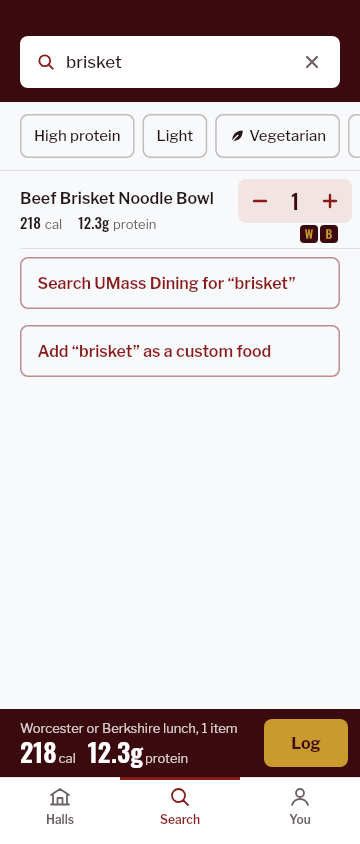 brisket
High protein Light Vegetarian
Beef Brisket Noodle Bowl
218 cal 12.3g protein
1
W B
Search UMass Dining for “brisket”
Add “brisket” as a custom food
Worcester or Berkshire lunch, 1 item
218 cal 12.3g protein
Log
Halls Search You